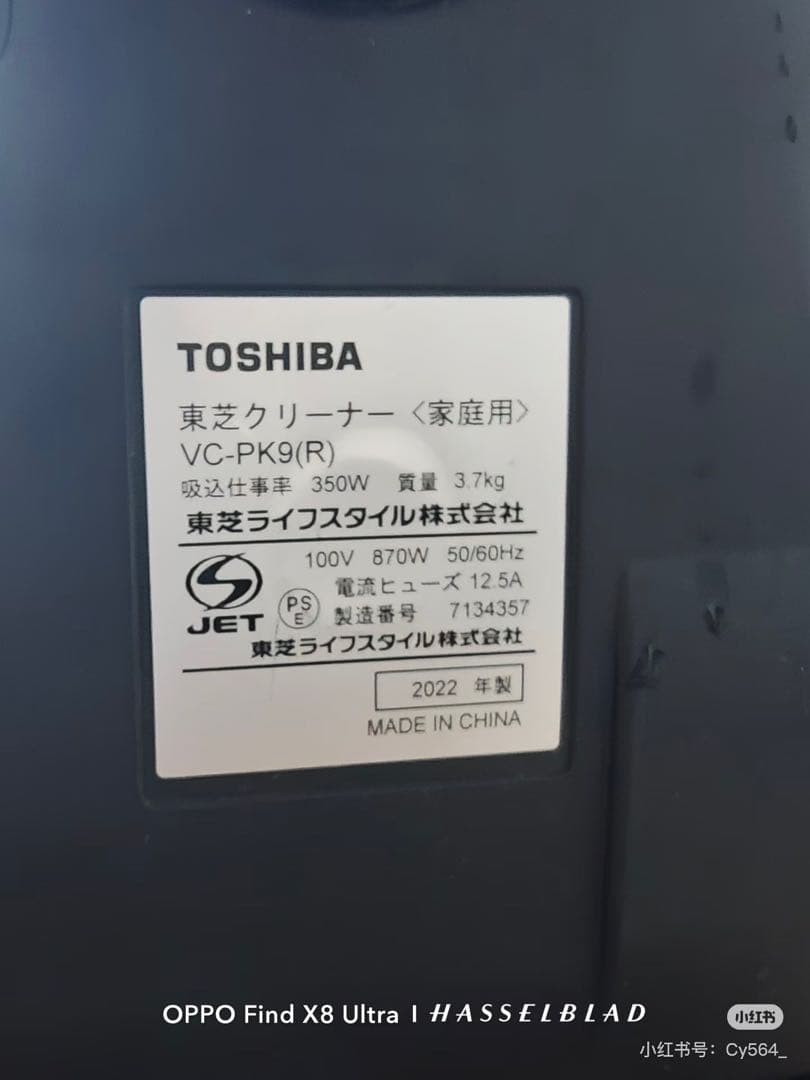 TOSHIBA
東芝クリーナー〈家庭用〉
VC-PK9(R)
吸込仕事率 350W 質量 3.7kg
東芝ライフスタイル株式会社
100V 870W 50/60Hz
電流ヒューズ 12.5A
JET
PS
E
製造番号 7134357
東芝ライフスタイル株式会社
2022 年製
MADE IN CHINA
OPPO Find X8 Ultra | HASSELBLAD
小红书
小红书号：Cy564_